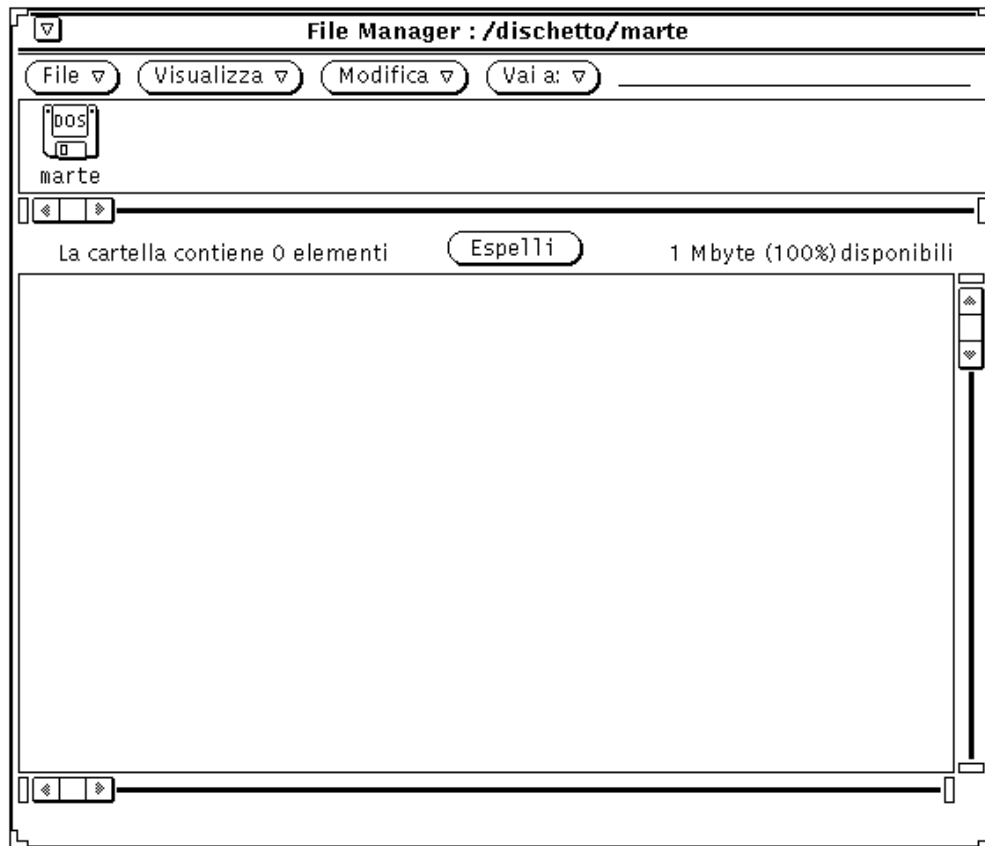 File Manager : /dischetto/marte
File Visualizza Modifica Vai a:
DOS
marte
La cartella contiene 0 elementi Espelli 1 Mbyte (100%) disponibili